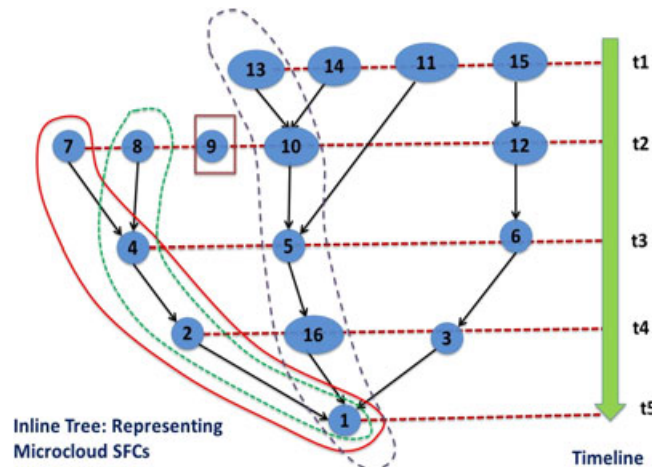 13 14 11 15 t1
7 8 9 10 12 t2
4 5 6 t3
2 16 3 t4
1 t5
Inline Tree: Representing
Microcloud SFCs
Timeline